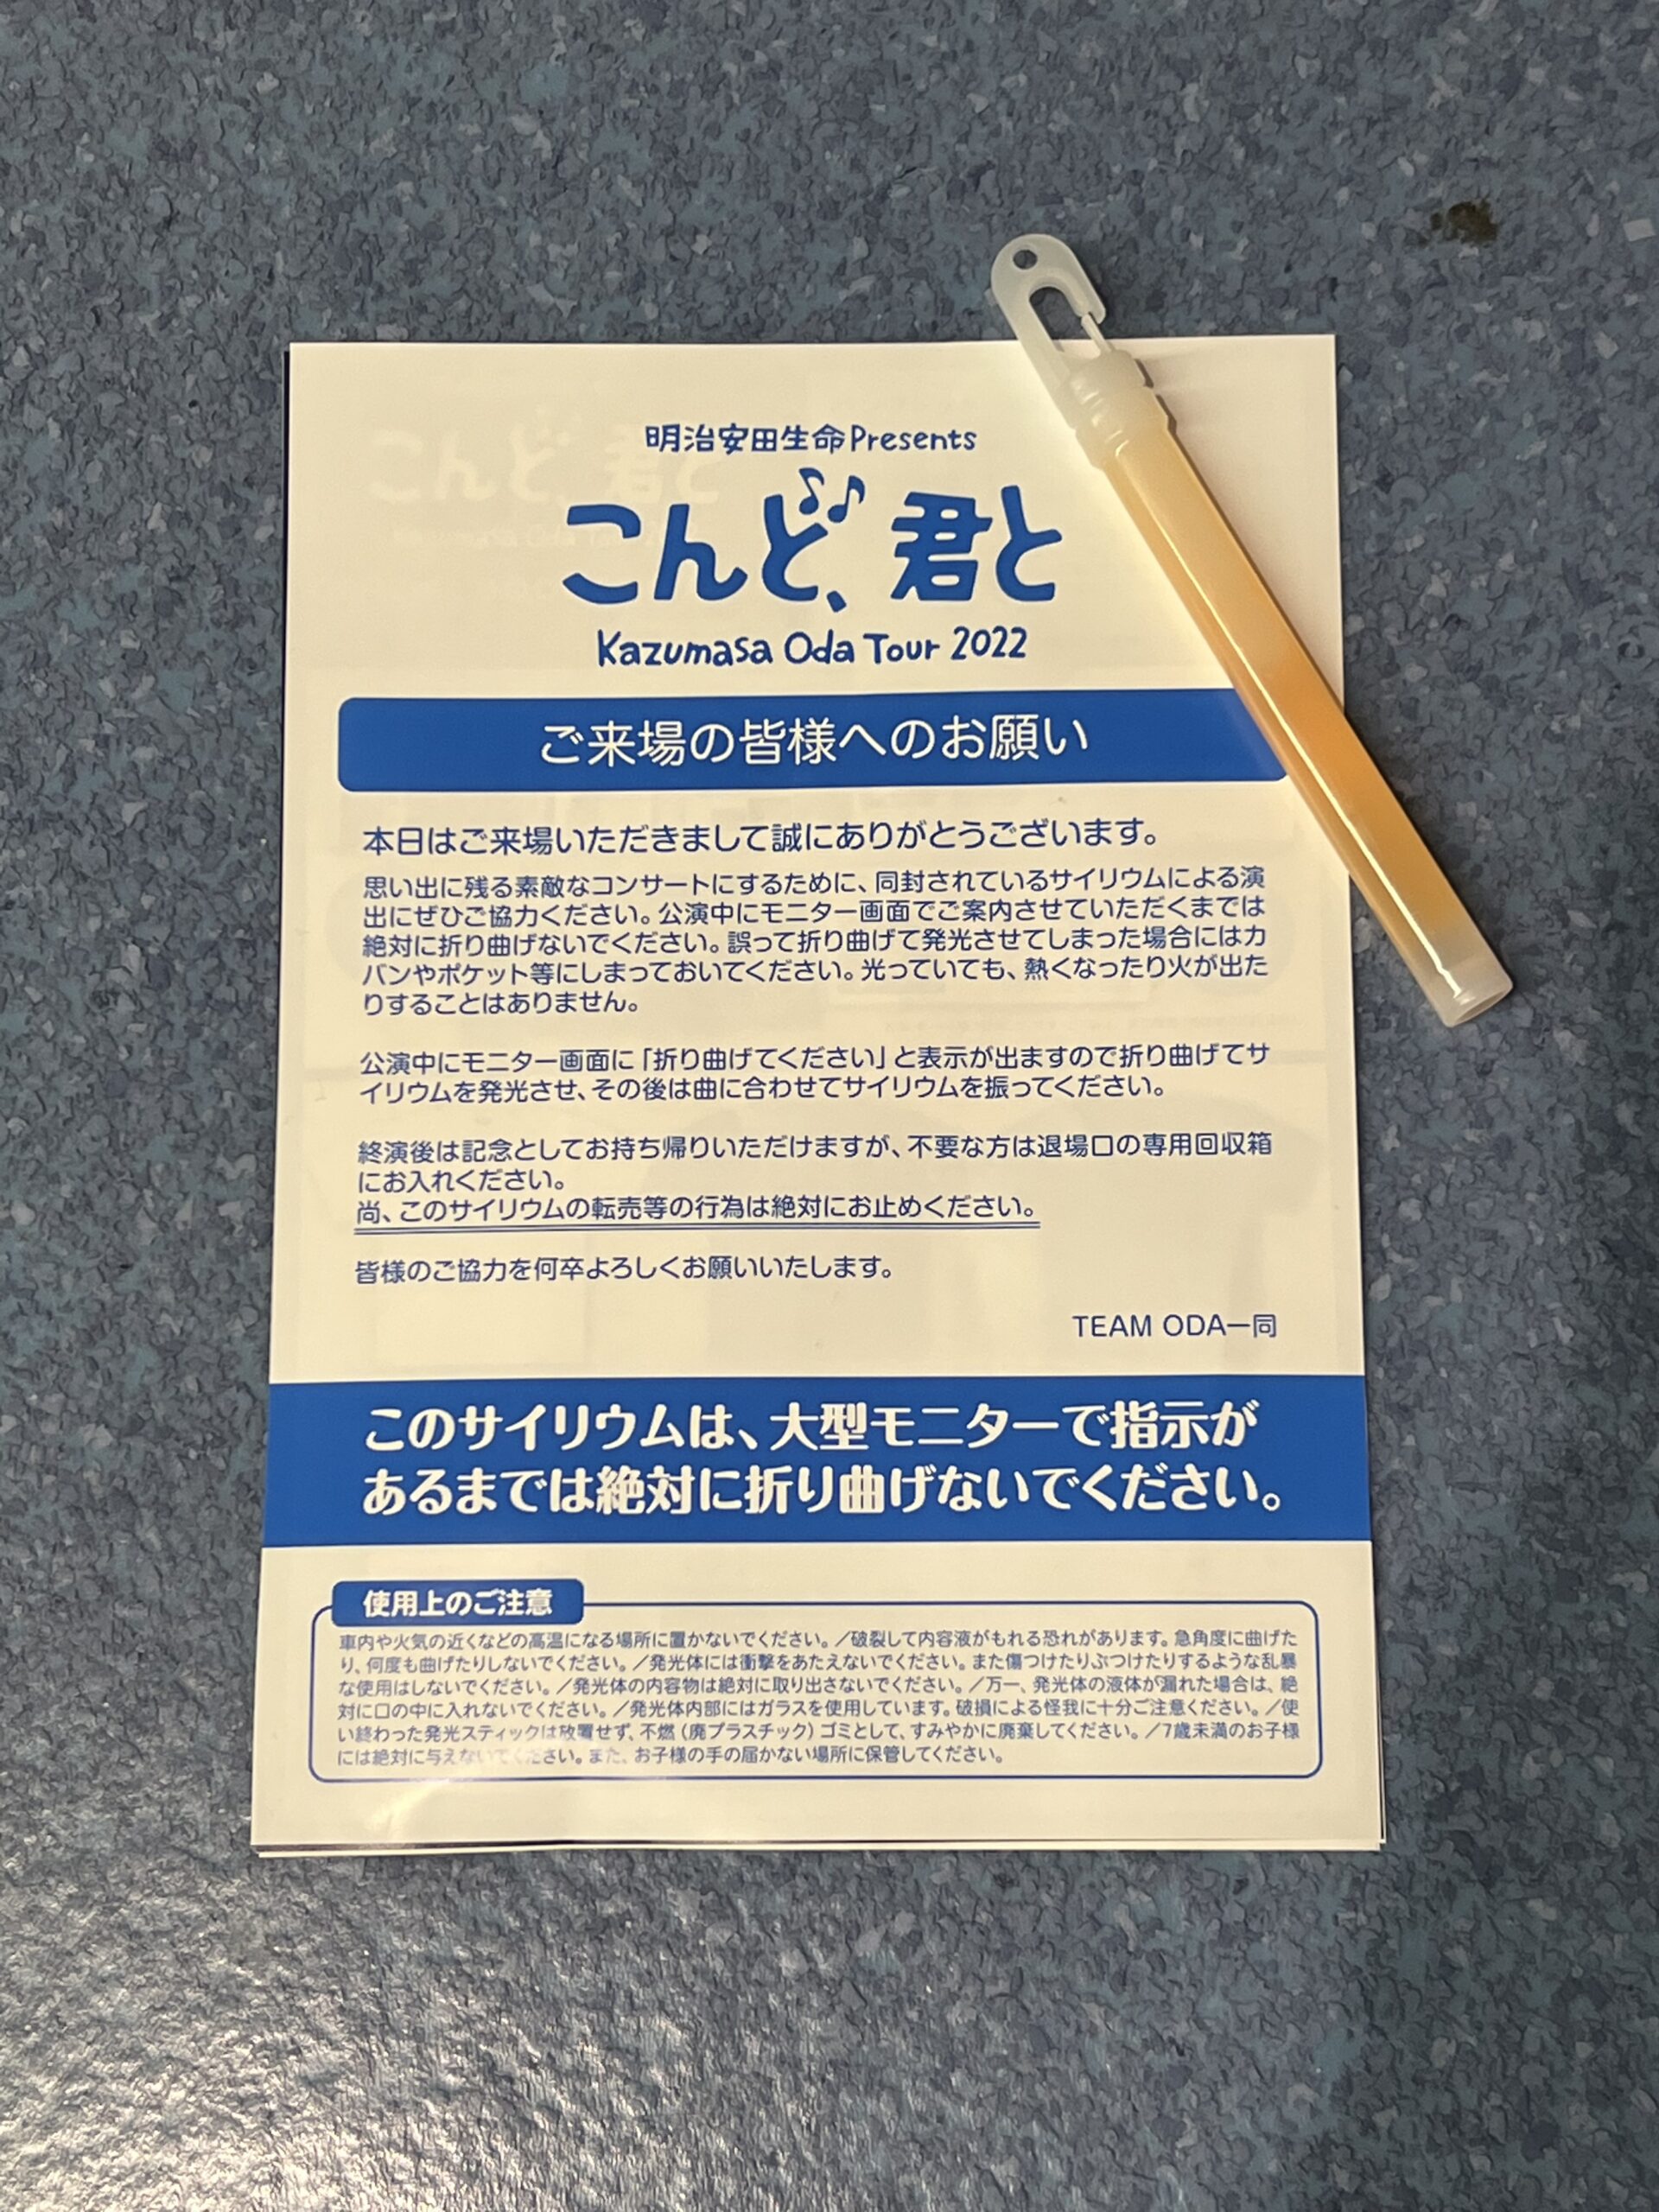 明治安田生命Presents
こんど、君と
Kazumasa Oda Tour 2022
ご来場の皆様へのお願い
本日はご来場いただきまして誠にありがとうございます。
思い出に残る素敵なコンサートにするために、同封されているサイリウムによる演
出にぜひご協力ください。公演中にモニター画面でご案内させていただくまでは
絶対に折り曲げないでください。誤って折り曲げて発光させてしまった場合にはカ
バンやポケット等にしまっておいてください。光っていても、熱くなったり火が出た
りすることはありません。
公演中にモニター画面に「折り曲げてください」と表示が出ますので折り曲げてサ
イリウムを発光させ、その後は曲に合わせてサイリウムを振ってください。
終演後は記念としてお持ち帰りいただけますが、不要な方は退場口の専用回収箱
にお入れください。
尚、このサイリウムの転売等の行為は絶対にお止めください。
皆様のご協力を何卒よろしくお願いいたします。
TEAM ODA一同
このサイリウムは、大型モニターで指示が
あるまでは絶対に折り曲げないでください。
使用上のご注意
車内や火気の近くなどの高温になる場所に置かないでください。／破裂して内容液がもれる恐れがあります。急角度に曲げた
り、何度も曲げたりしないでください。／発光体には衝撃をあたえないでください。また傷つけたりぶつけたりするような乱暴
な使用はしないでください。／発光体の内容物は絶対に取り出さないでください。／万一、発光体の液体が漏れた場合は、絶
対に口の中に入れないでください。／発光体内部にはガラスを使用しています。破損による怪我に十分ご注意ください。／使
い終わった発光スティックは放置せず、不燃（廃プラスチック）ゴミとして、すみやかに廃棄してください。／7歳未満のお子様
には絶対に与えないでください。また、お子様の手の届かない場所に保管してください。